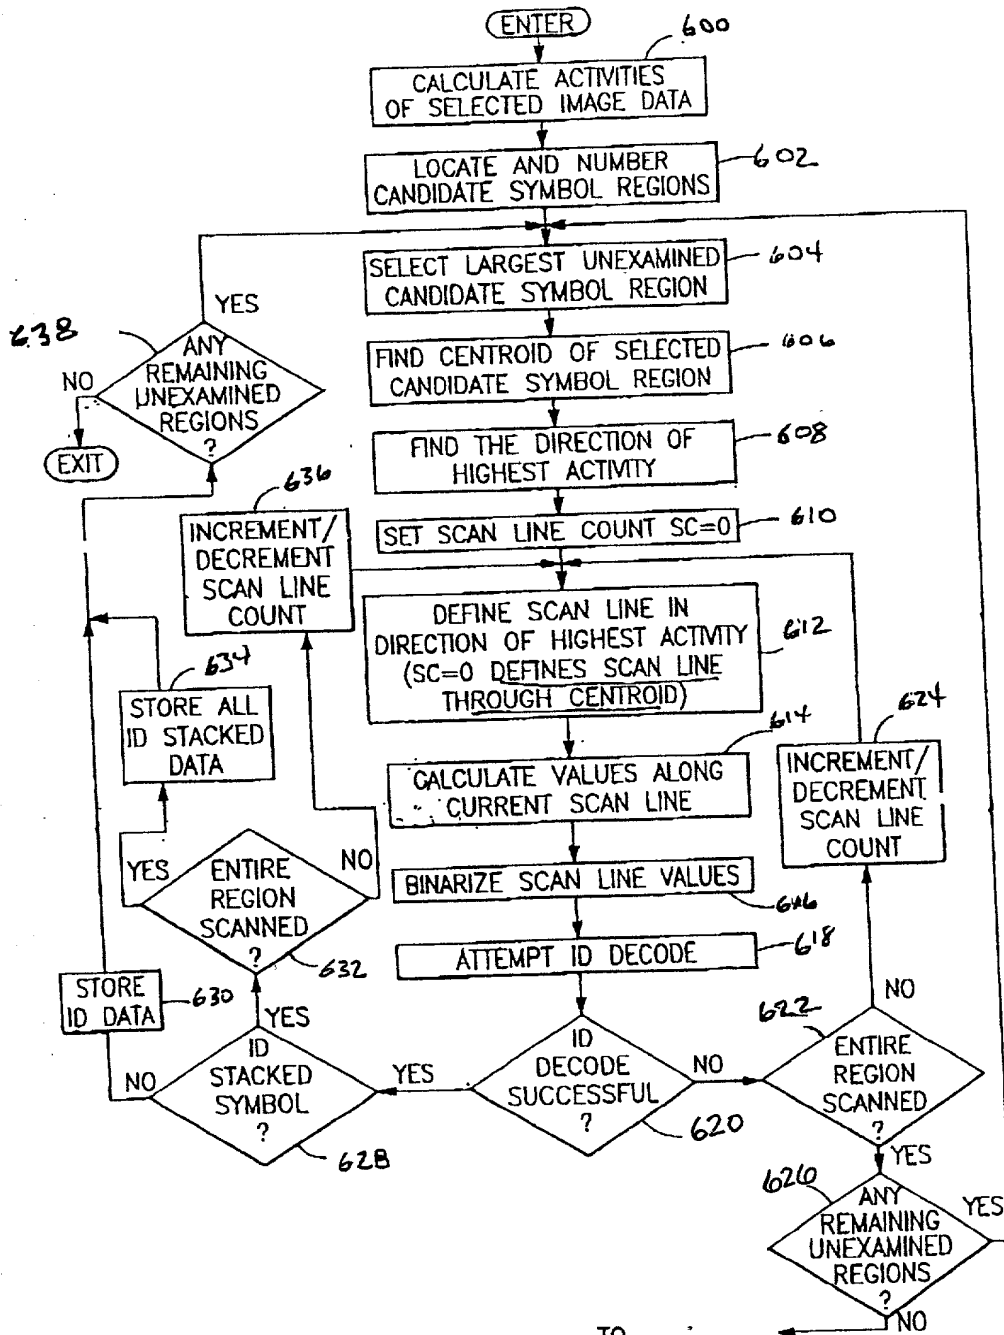 ENTER
600
CALCULATE ACTIVITIES
OF SELECTED IMAGE DATA
LOCATE AND NUMBER
CANDIDATE SYMBOL REGIONS
602
SELECT LARGEST UNEXAMINED
CANDIDATE SYMBOL REGION
604
YES
638
ANY
REMAINING
UNEXAMINED
REGIONS
?
NO
EXIT
FIND CENTROID OF SELECTED
CANDIDATE SYMBOL REGION
606
FIND THE DIRECTION OF
HIGHEST ACTIVITY
608
636
INCREMENT/
DECREMENT
SCAN LINE
COUNT
SET SCAN LINE COUNT SC=0
610
DEFINE SCAN LINE IN
DIRECTION OF HIGHEST ACTIVITY
(SC=0 DEFINES SCAN LINE
THROUGH CENTROID)
612
634
STORE ALL
ID STACKED
DATA
614
CALCULATE VALUES ALONG
CURRENT SCAN LINE
624
INCREMENT/
DECREMENT
SCAN LINE
COUNT
YES
ENTIRE
REGION
SCANNED
?
NO
632
BINARIZE SCAN LINE VALUES
616
ATTEMPT ID DECODE
618
STORE
ID DATA
630
YES
NO
ID
STACKED
SYMBOL
?
628
YES
ID
DECODE
SUCCESSFUL
?
620
NO
622
NO
ENTIRE
REGION
SCANNED
?
YES
626
ANY
REMAINING
UNEXAMINED
REGIONS
?
YES
NO
TO